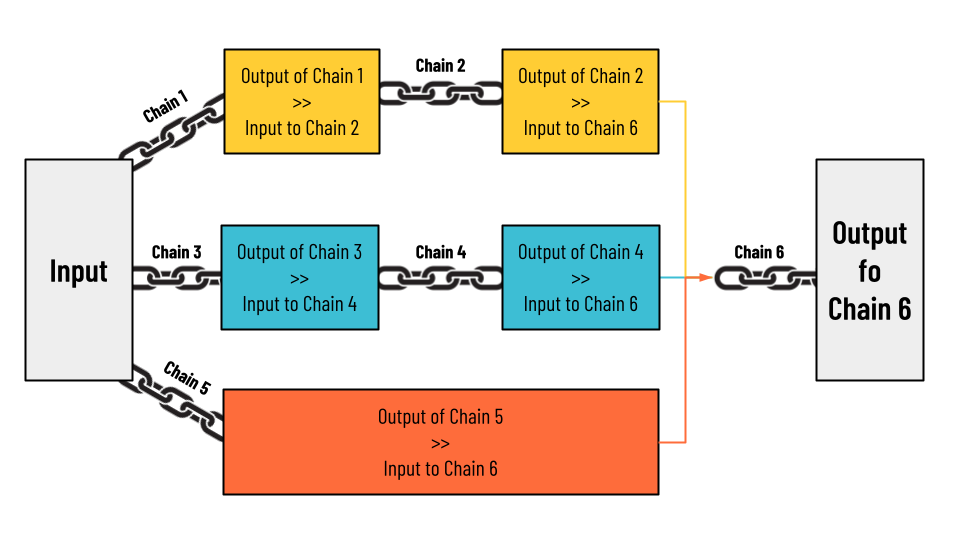 Chain 1
Output of Chain 1
>>
Input to Chain 2
Chain 2
Output of Chain 2
>>
Input to Chain 6
Input
Chain 3
Output of Chain 3
>>
Input to Chain 4
Chain 4
Output of Chain 4
>>
Input to Chain 6
Chain 6
Output
fo
Chain 6
Chain 5
Output of Chain 5
>>
Input to Chain 6